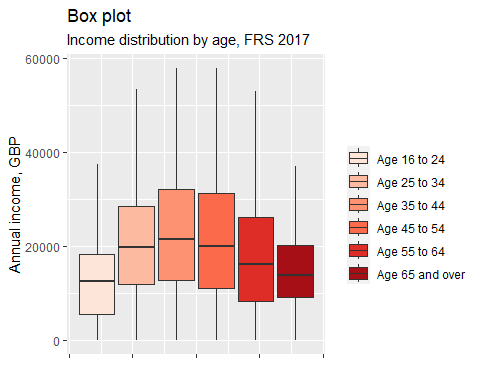 Box plot
Income distribution by age, FRS 2017
Annual income, GBP
60000
40000
20000
0
Age 16 to 24
Age 25 to 34
Age 35 to 44
Age 45 to 54
Age 55 to 64
Age 65 and over